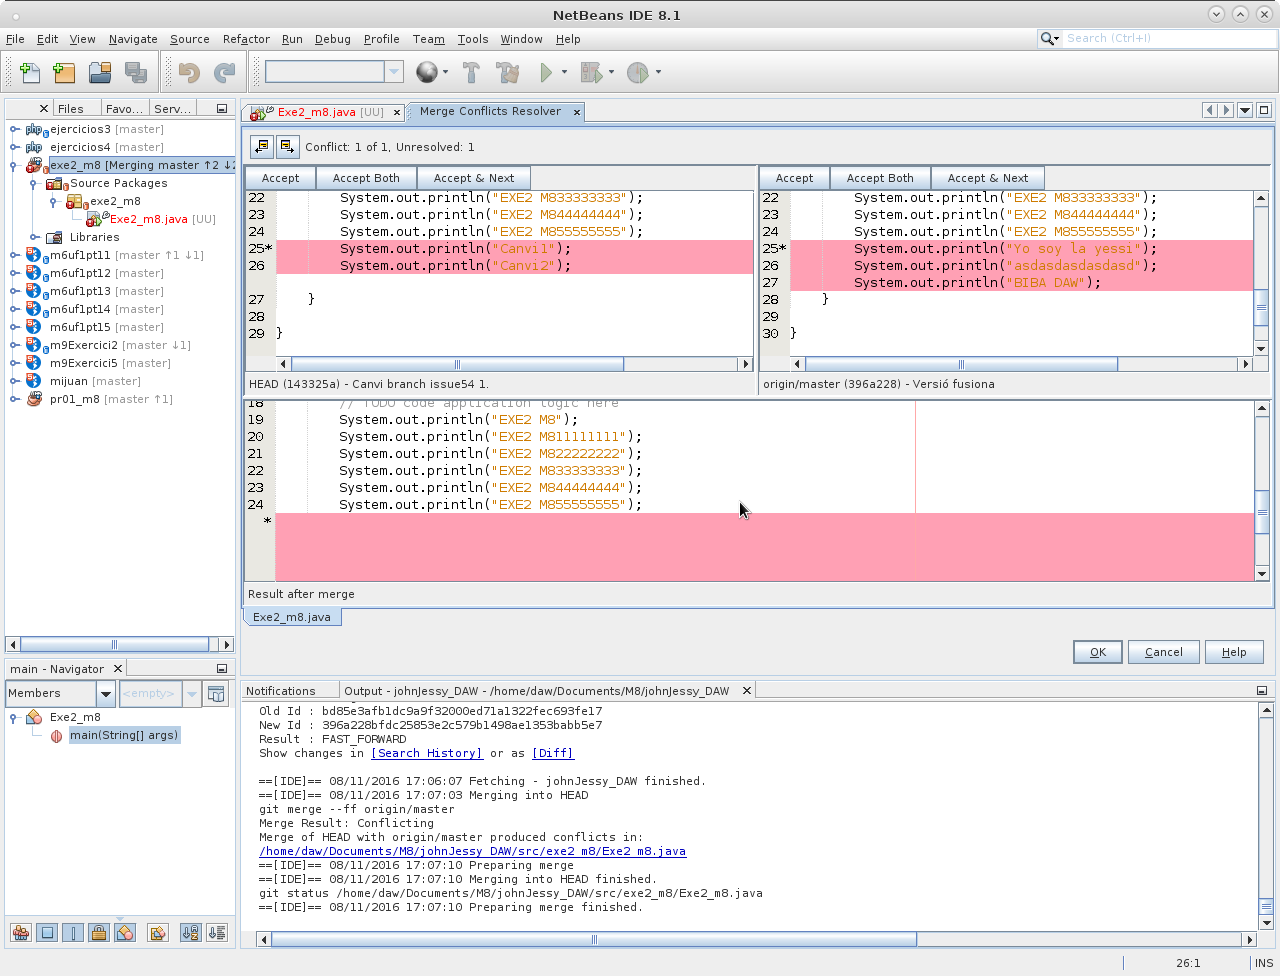 NetBeans IDE 8.1
File Edit View Navigate Source Refactor Run Debug Profile Team Tools Window Help
Search (Ctrl+I)
Files Favo... Serv...
ejercicios3 [master]
ejercicios4 [master]
exe2_m8 [Merging master ↑2 ↓2
Source Packages
exe2_m8
Exe2_m8.java [UU]
Libraries
m6uf1pt11 [master ↑1 ↓1]
m6uf1pt12 [master]
m6uf1pt13 [master]
m6uf1pt14 [master]
m6uf1pt15 [master]
m9Exercici2 [master ↓1]
m9Exercici5 [master]
mijuan [master]
pr01_m8 [master ↑1]
main - Navigator
Members <empty>
Exe2_m8
main(String[] args)
Exe2_m8.java [UU] Merge Conflicts Resolver
Conflict: 1 of 1, Unresolved: 1
Accept Accept Both Accept & Next
22 System.out.println("EXE2 M833333333");
23 System.out.println("EXE2 M844444444");
24 System.out.println("EXE2 M855555555");
25* System.out.println("Canvi1");
26 System.out.println("Canvi2");
27 }
28
29 }
HEAD (143325a) - Canvi branch issue54 1.
Accept Accept Both Accept & Next
22 System.out.println("EXE2 M833333333");
23 System.out.println("EXE2 M844444444");
24 System.out.println("EXE2 M855555555");
25* System.out.println("Yo soy la yessi");
26 System.out.println("asdasdasdasdasd");
27 System.out.println("BIBA DAW");
28 }
29
30 }
origin/master (396a228) - Versió fusiona
18 // TODO code application logic here
19 System.out.println("EXE2 M8");
20 System.out.println("EXE2 M811111111");
21 System.out.println("EXE2 M822222222");
22 System.out.println("EXE2 M833333333");
23 System.out.println("EXE2 M844444444");
24 System.out.println("EXE2 M855555555");
*
Result after merge
Exe2_m8.java
OK Cancel Help
Notifications Output - johnJessy_DAW - /home/daw/Documents/M8/johnJessy_DAW
Old Id : bd85e3afb1dc9a9f32000ed71a1322fec693fe17
New Id : 396a228bfdc25853e2c579b1498ae1353babb5e7
Result : FAST_FORWARD
Show changes in [Search History] or as [Diff]
==[IDE]== 08/11/2016 17:06:07 Fetching - johnJessy_DAW finished.
==[IDE]== 08/11/2016 17:07:03 Merging into HEAD
git merge --ff origin/master
Merge Result: Conflicting
Merge of HEAD with origin/master produced conflicts in:
/home/daw/Documents/M8/johnJessy_DAW/src/exe2_m8/Exe2_m8.java
==[IDE]== 08/11/2016 17:07:10 Preparing merge
==[IDE]== 08/11/2016 17:07:10 Merging into HEAD finished.
git status /home/daw/Documents/M8/johnJessy_DAW/src/exe2_m8/Exe2_m8.java
==[IDE]== 08/11/2016 17:07:10 Preparing merge finished.
26:1 INS